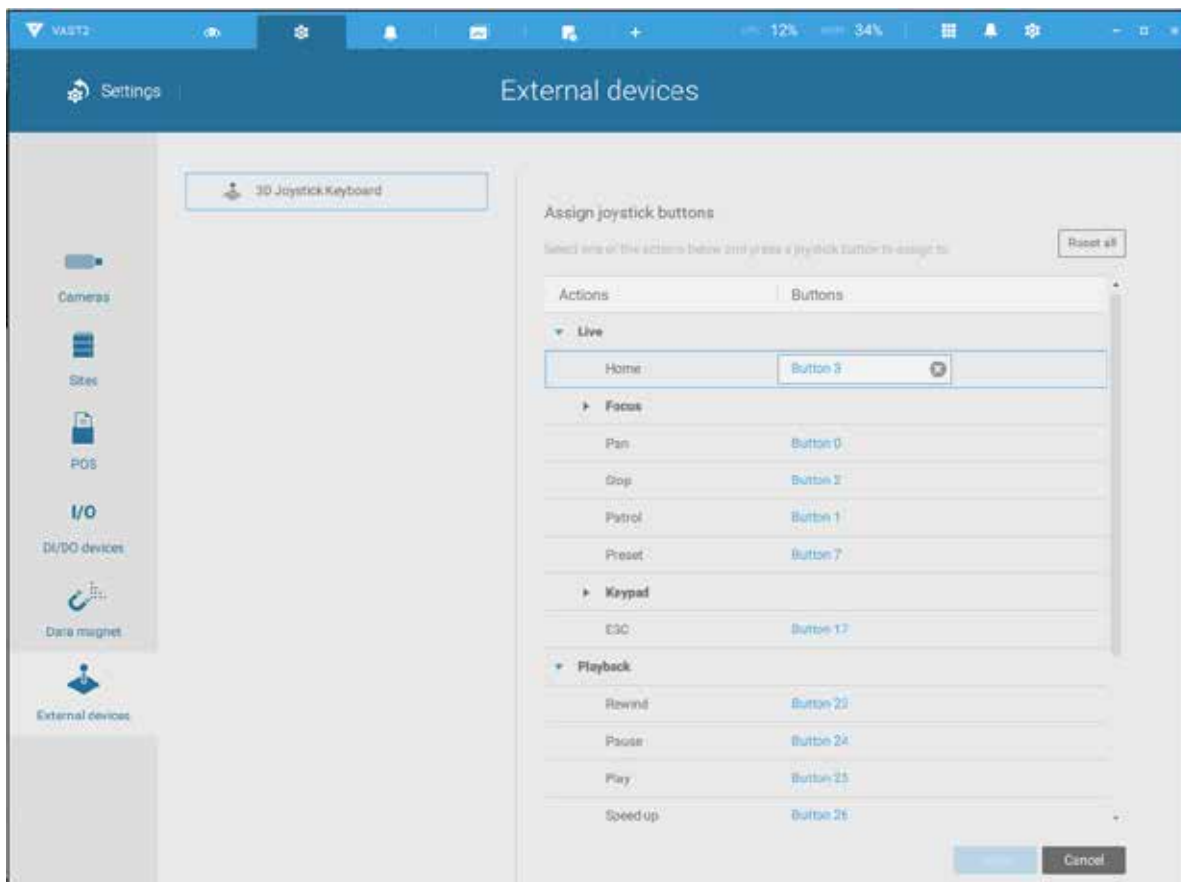 VAST2 12% 34%
Settings External devices
3D Joystick Keyboard
Assign joystick buttons
Select one of the actions below and press a joystick button to assign to. Reset all
Cameras
Sites
POS
I/O
DI/DO devices
Data magnet
External devices
Actions Buttons
Live
Home Button 3
Focus
Pan Button 0
Stop Button 2
Patrol Button 1
Preset Button 7
Keypad
ESC Button 17
Playback
Rewind Button 23
Pause Button 24
Play Button 25
Speed up Button 26
Cancel